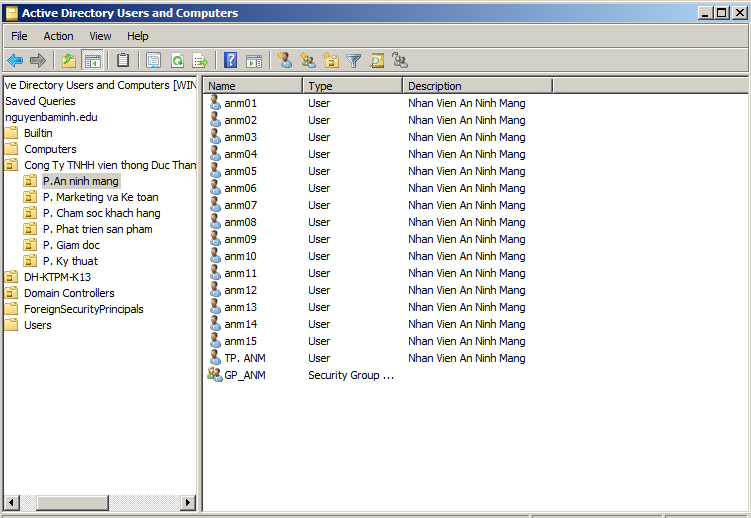 Active Directory Users and Computers
File Action View Help
ve Directory Users and Computers [WIN
Saved Queries
nguyenbaminh.edu
Builtin
Computers
Cong Ty TNHH vien thong Duc Than
P.An ninh mang
P. Marketing va Ke toan
P. Cham soc khach hang
P. Phat trien san pham
P. Giam doc
P. Ky thuat
DH-KTPM-K13
Domain Controllers
ForeignSecurityPrincipals
Users
Name Type Description
anm01 User Nhan Vien An Ninh Mang
anm02 User Nhan Vien An Ninh Mang
anm03 User Nhan Vien An Ninh Mang
anm04 User Nhan Vien An Ninh Mang
anm05 User Nhan Vien An Ninh Mang
anm06 User Nhan Vien An Ninh Mang
anm07 User Nhan Vien An Ninh Mang
anm08 User Nhan Vien An Ninh Mang
anm09 User Nhan Vien An Ninh Mang
anm10 User Nhan Vien An Ninh Mang
anm11 User Nhan Vien An Ninh Mang
anm12 User Nhan Vien An Ninh Mang
anm13 User Nhan Vien An Ninh Mang
anm14 User Nhan Vien An Ninh Mang
anm15 User Nhan Vien An Ninh Mang
TP. ANM User Nhan Vien An Ninh Mang
GP_ANM Security Group ...